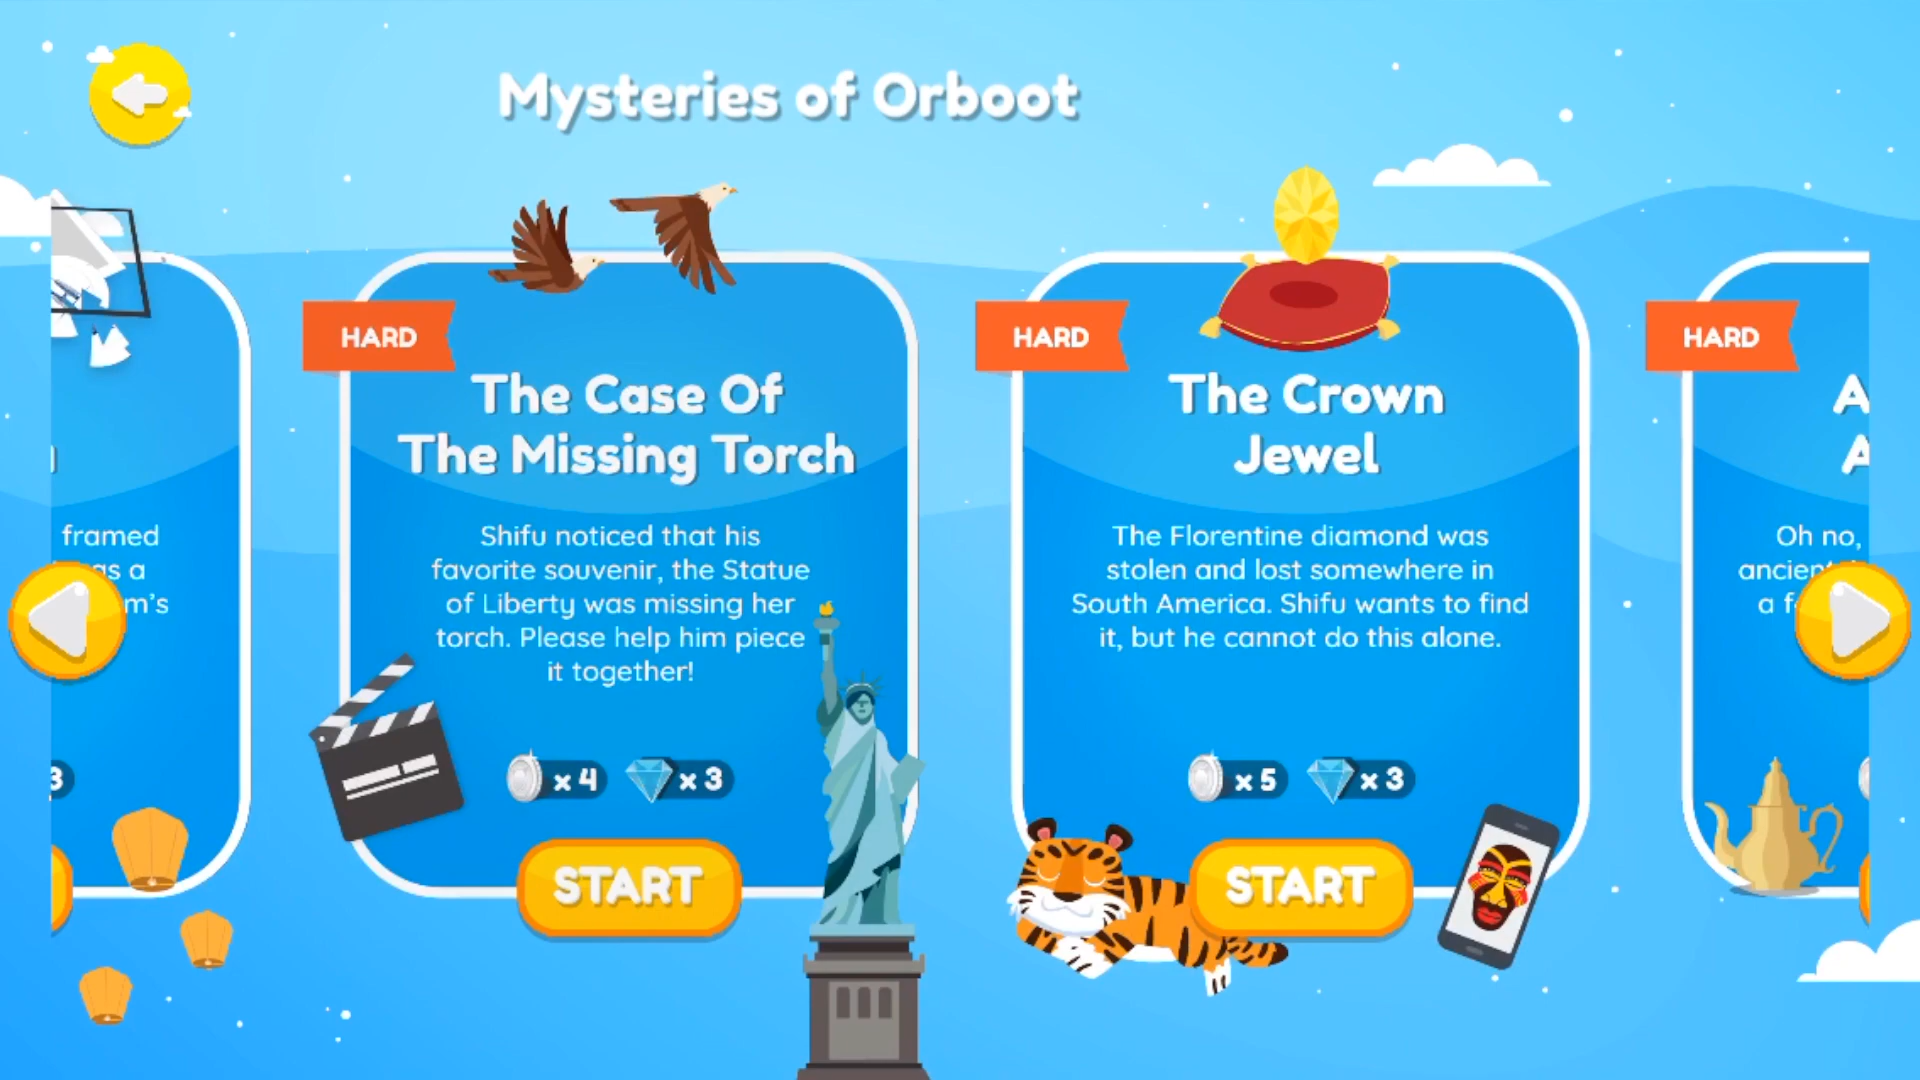 Mysteries of Orboot
framed
as a
m's
3
HARD
The Case Of
The Missing Torch
Shifu noticed that his
favorite souvenir, the Statue
of Liberty was missing her
torch. Please help him piece
it together!
x 4 x 3
START
HARD
The Crown
Jewel
The Florentine diamond was
stolen and lost somewhere in
South America. Shifu wants to find
it, but he cannot do this alone.
x 5 x 3
START
HARD
A
A
Oh no,
ancient
a f